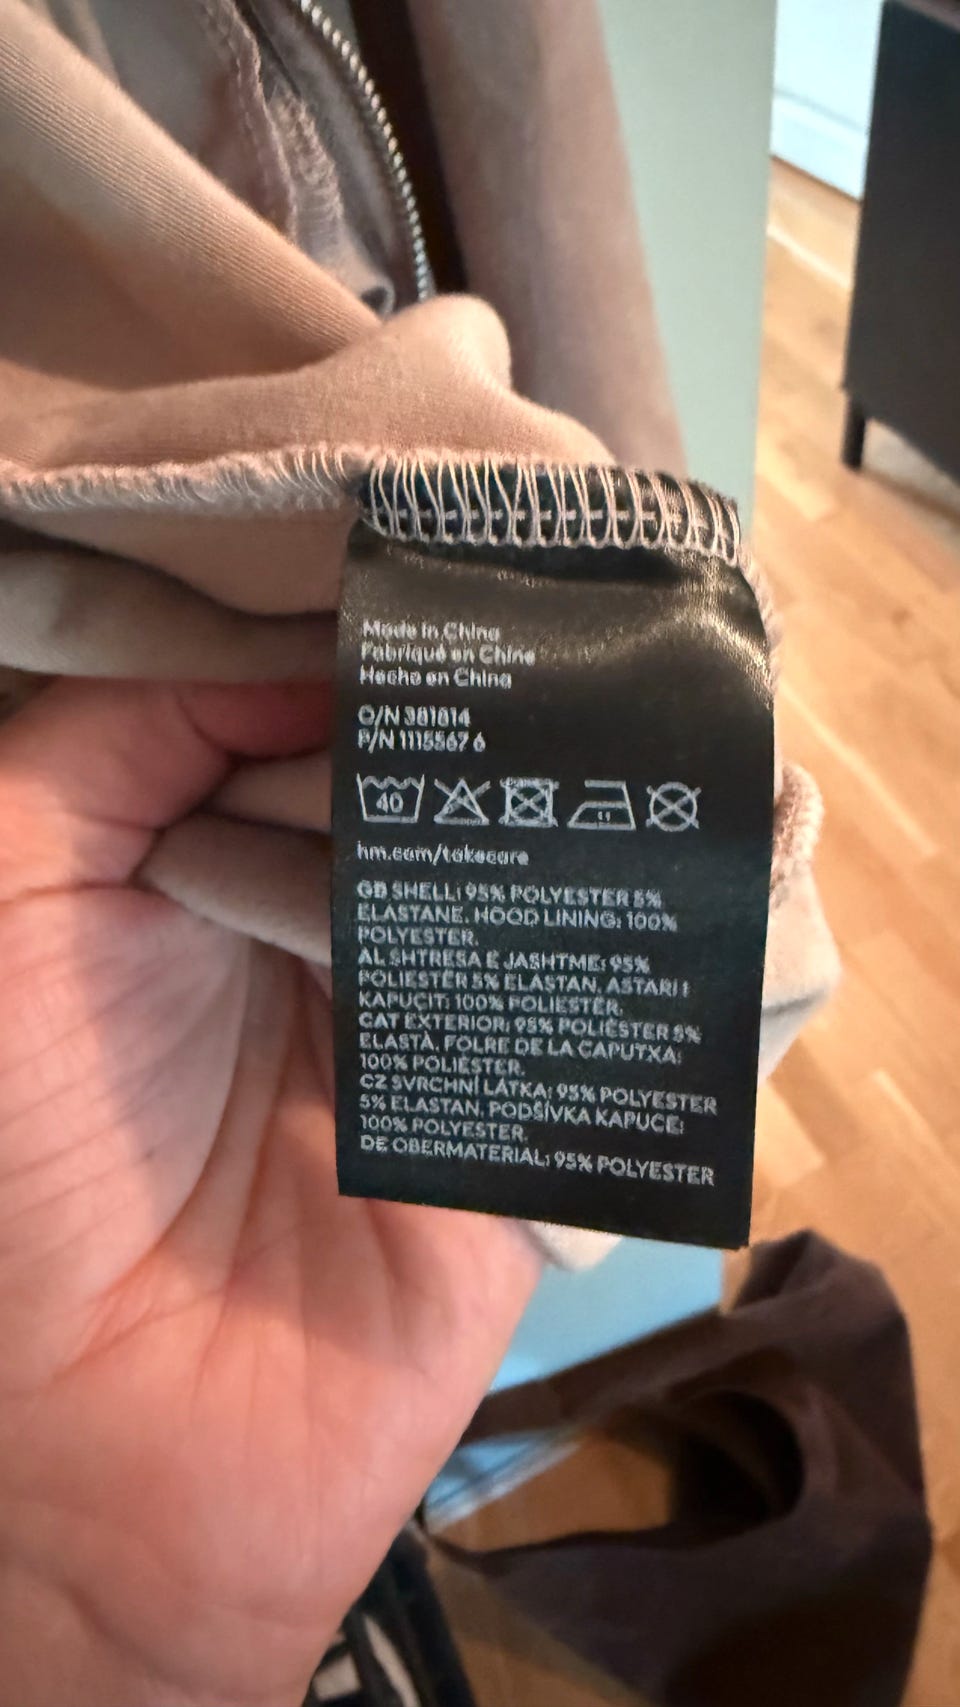 Made in China
Fabriqué en Chine
Hecho en China
O/N 381814
P/N 1115567 6
40
hm.com/takecare
GB SHELL: 95% POLYESTER 5%
ELASTANE. HOOD LINING: 100%
POLYESTER.
AL SHTRESA E JASHTME: 95%
POLIESTËR 5% ELASTAN. ASTARI I
KAPUÇIT: 100% POLIESTËR.
CAT EXTERIOR: 95% POLIÈSTER 5%
ELASTÀ. FOLRE DE LA CAPUTXA:
100% POLIÈSTER.
CZ SVRCHNÍ LÁTKA: 95% POLYESTER
5% ELASTAN. PODŠÍVKA KAPUCE:
100% POLYESTER.
DE OBERMATERIAL: 95% POLYESTER